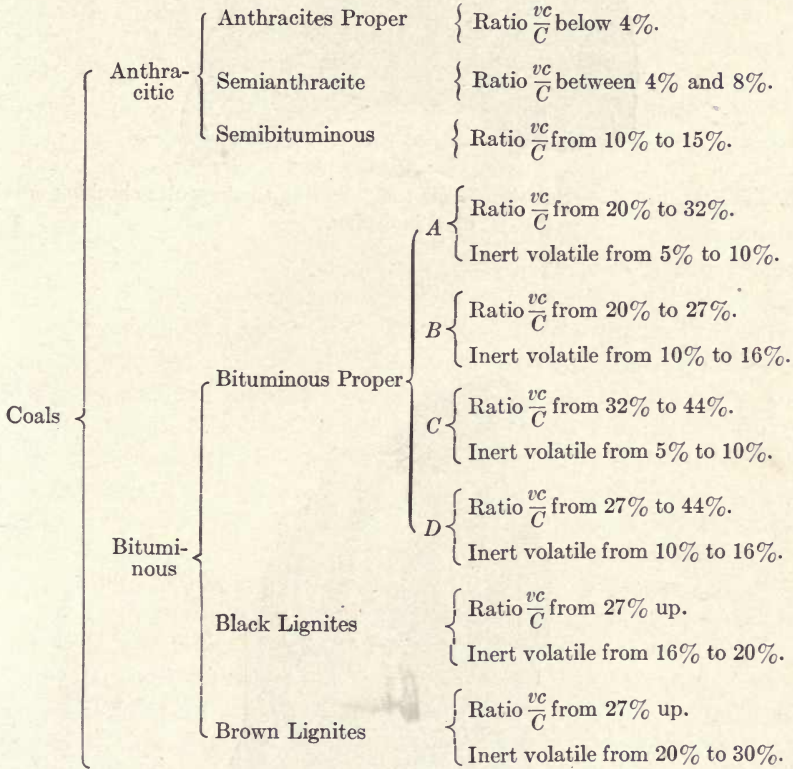 Anthracites Proper { Ratio vc/C below 4%.
Anthra-
citic
Semianthracite { Ratio vc/C between 4% and 8%.
Semibituminous { Ratio vc/C from 10% to 15%.
Coals
Bitumi-
nous
Bituminous Proper
A
Ratio vc/C from 20% to 32%.
Inert volatile from 5% to 10%.
B
Ratio vc/C from 20% to 27%.
Inert volatile from 10% to 16%.
C
Ratio vc/C from 32% to 44%.
Inert volatile from 5% to 10%.
D
Ratio vc/C from 27% to 44%.
Inert volatile from 10% to 16%.
Black Lignites
Ratio vc/C from 27% up.
Inert volatile from 16% to 20%.
Brown Lignites
Ratio vc/C from 27% up.
Inert volatile from 20% to 30%.